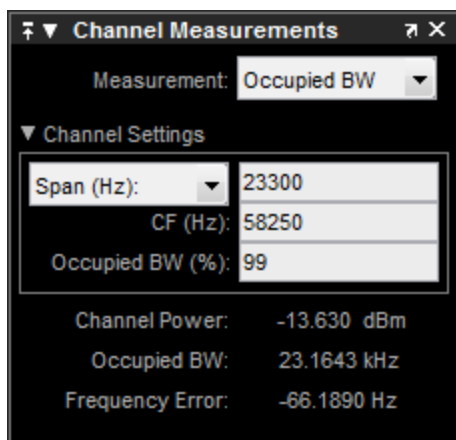 Channel Measurements
Measurement: Occupied BW
Channel Settings
Span (Hz): 23300
CF (Hz): 58250
Occupied BW (%): 99
Channel Power: -13.630 dBm
Occupied BW: 23.1643 kHz
Frequency Error: -66.1890 Hz